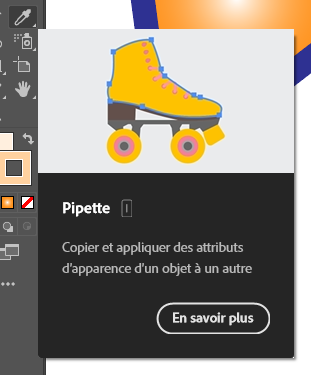 Pipette I
Copier et appliquer des attributs
d'apparence d'un objet à un autre
En savoir plus